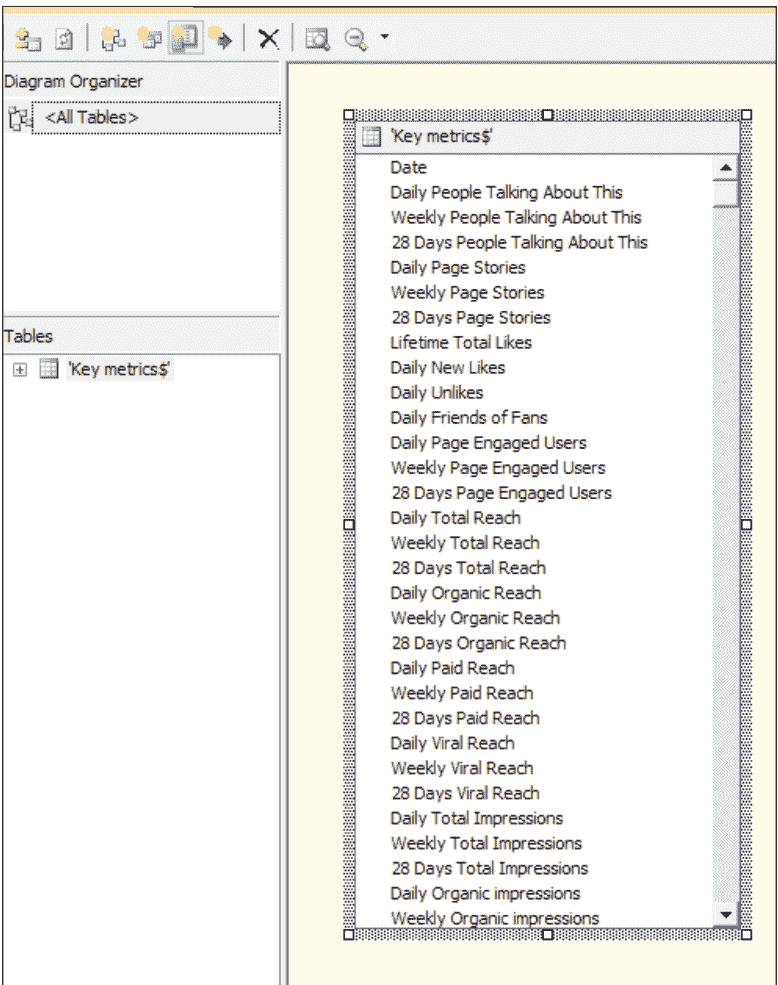 Diagram Organizer
<All Tables>
Tables
'Key metrics$'
'Key metrics$'
Date
Daily People Talking About This
Weekly People Talking About This
28 Days People Talking About This
Daily Page Stories
Weekly Page Stories
28 Days Page Stories
Lifetime Total Likes
Daily New Likes
Daily Unlikes
Daily Friends of Fans
Daily Page Engaged Users
Weekly Page Engaged Users
28 Days Page Engaged Users
Daily Total Reach
Weekly Total Reach
28 Days Total Reach
Daily Organic Reach
Weekly Organic Reach
28 Days Organic Reach
Daily Paid Reach
Weekly Paid Reach
28 Days Paid Reach
Daily Viral Reach
Weekly Viral Reach
28 Days Viral Reach
Daily Total Impressions
Weekly Total Impressions
28 Days Total Impressions
Daily Organic impressions
Weekly Organic impressions